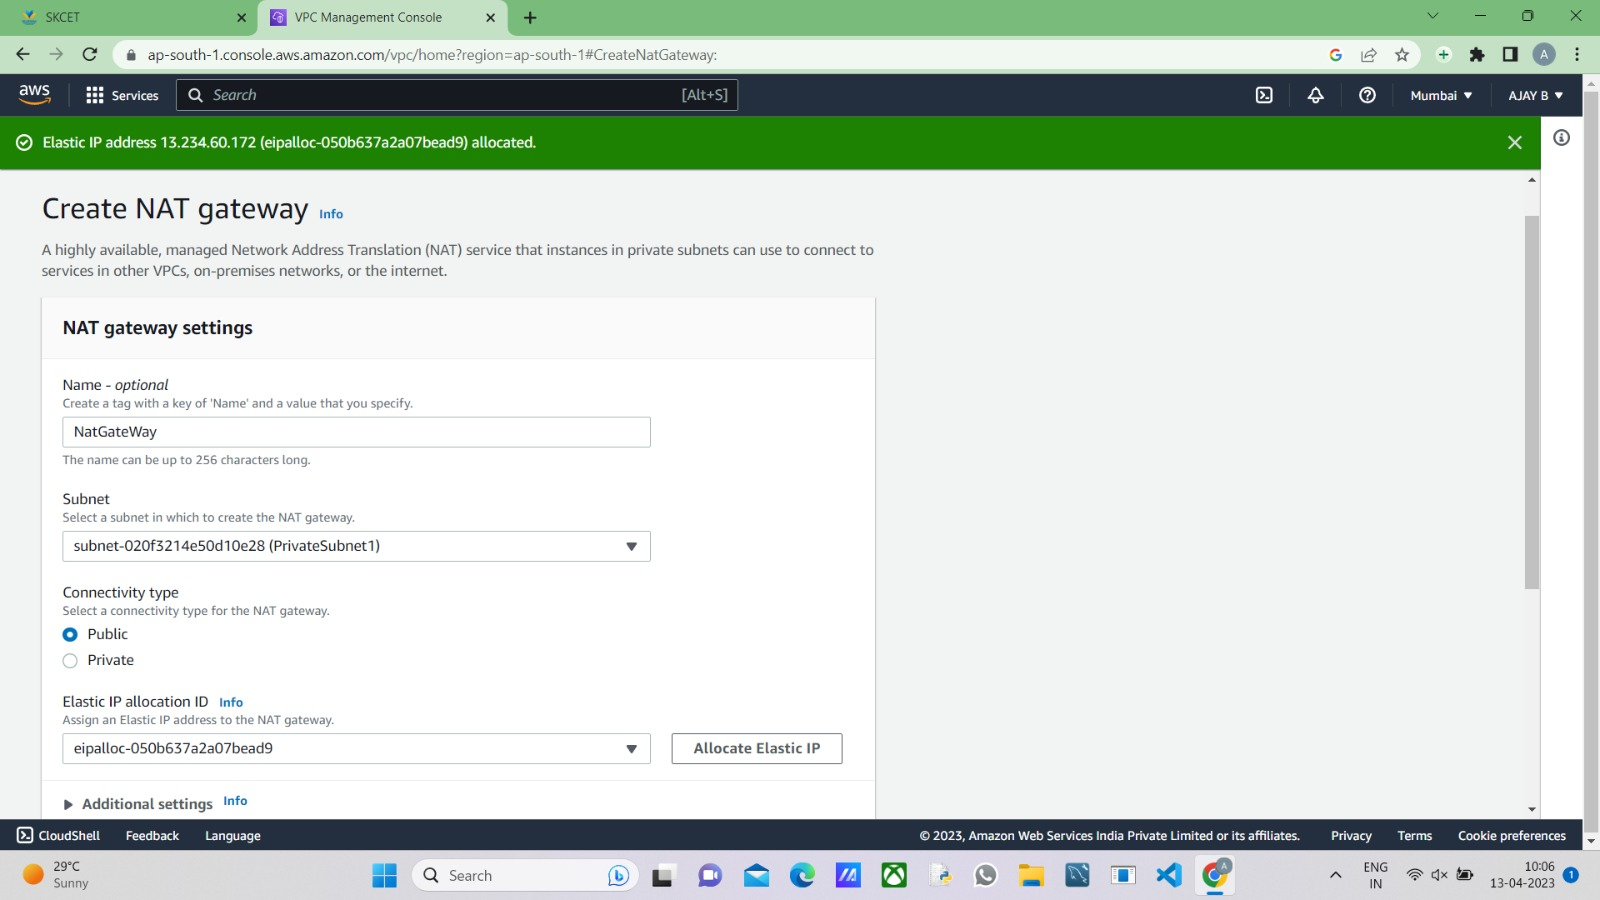 SKCET
VPC Management Console
ap-south-1.console.aws.amazon.com/vpc/home?region=ap-south-1#CreateNatGateway:
G
A
aws
Services
Search
[Alt+S]
Mumbai
AJAY B
Elastic IP address 13.234.60.172 (eipalloc-050b637a2a07bead9) allocated.
Create NAT gateway Info
A highly available, managed Network Address Translation (NAT) service that instances in private subnets can use to connect to
services in other VPCs, on-premises networks, or the internet.
NAT gateway settings
Name - optional
Create a tag with a key of 'Name' and a value that you specify.
NatGateWay
The name can be up to 256 characters long.
Subnet
Select a subnet in which to create the NAT gateway.
subnet-020f3214e50d10e28 (PrivateSubnet1)
Connectivity type
Select a connectivity type for the NAT gateway.
Public
Private
Elastic IP allocation ID Info
Assign an Elastic IP address to the NAT gateway.
eipalloc-050b637a2a07bead9
Allocate Elastic IP
Additional settings Info
CloudShell
Feedback
Language
© 2023, Amazon Web Services India Private Limited or its affiliates.
Privacy
Terms
Cookie preferences
29°C
Sunny
Search
A
ENG
IN
10:06
13-04-2023
1